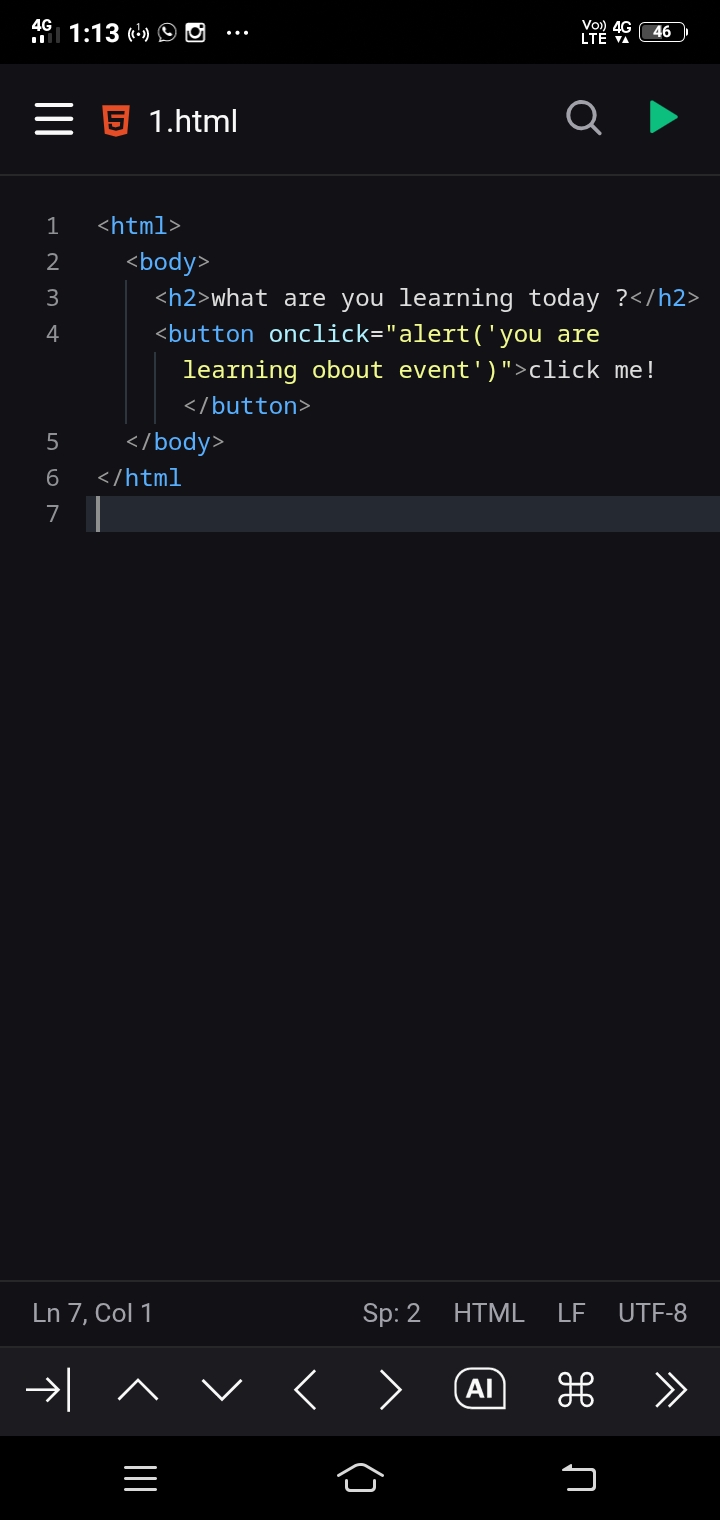 4G 1:13 ... Vo)) LTE 4G 46
1.html
1 <html>
2 <body>
3 <h2>what are you learning today ?</h2>
4 <button onclick="alert('you are
learning obout event')">click me!
</button>
5 </body>
6 </html
7
Ln 7, Col 1 Sp: 2 HTML LF UTF-8
AI